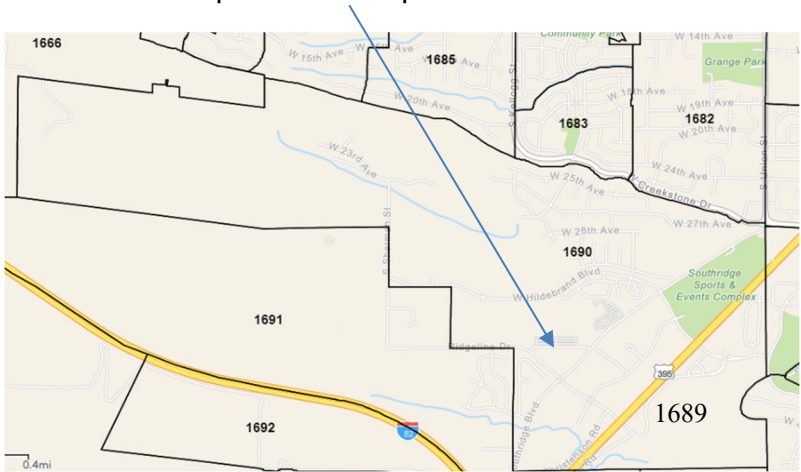 1666
W 14th Ave
Community Park
W 15th Ave
1685
Grange Park
W 20th Ave
S Kellogg St
W 18th Ave
1683
W 19th Ave
1682
W 20th Ave
S Union St
W 23rd Ave
W 24th Ave
W 25th Ave
W Creekstone Dr
S Sherman St
W 27th Ave
W 28th Ave
1690
W Hildebrand Blvd
Southridge
Sports &
Events Complex
1691
Ridgeline Dr
395
1689
1692
82
0.4mi